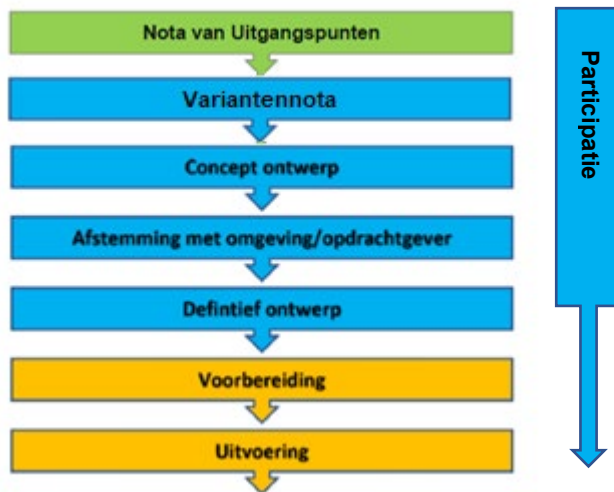 Nota van Uitgangspunten
Variantennota
Concept ontwerp
Afstemming met omgeving/opdrachtgever
Defintief ontwerp
Voorbereiding
Uitvoering
Participatie